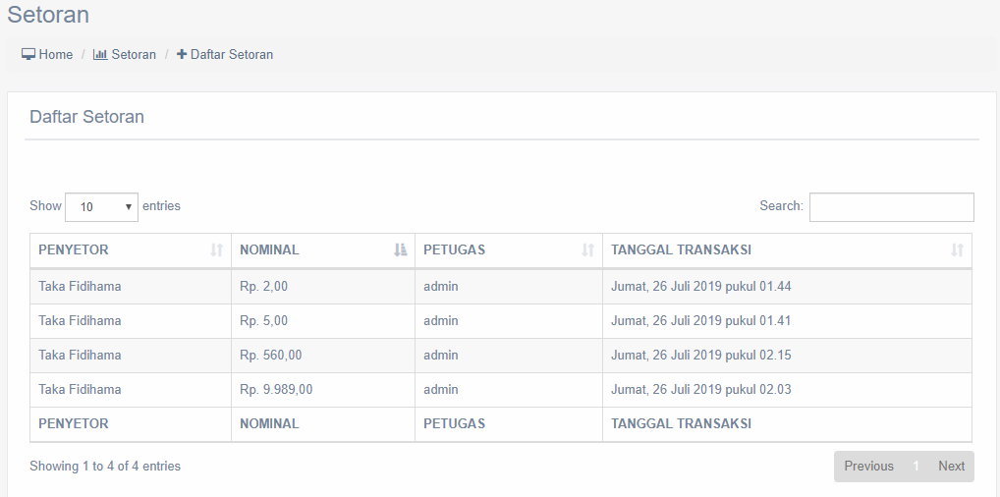 Setoran
Home / Setoran / Daftar Setoran
Daftar Setoran
Show 10 entries Search:
PENYETOR NOMINAL PETUGAS TANGGAL TRANSAKSI
Taka Fidihama Rp. 2,00 admin Jumat, 26 Juli 2019 pukul 01.44
Taka Fidihama Rp. 5,00 admin Jumat, 26 Juli 2019 pukul 01.41
Taka Fidihama Rp. 560,00 admin Jumat, 26 Juli 2019 pukul 02.15
Taka Fidihama Rp. 9.989,00 admin Jumat, 26 Juli 2019 pukul 02.03
PENYETOR NOMINAL PETUGAS TANGGAL TRANSAKSI
Showing 1 to 4 of 4 entries Previous 1 Next